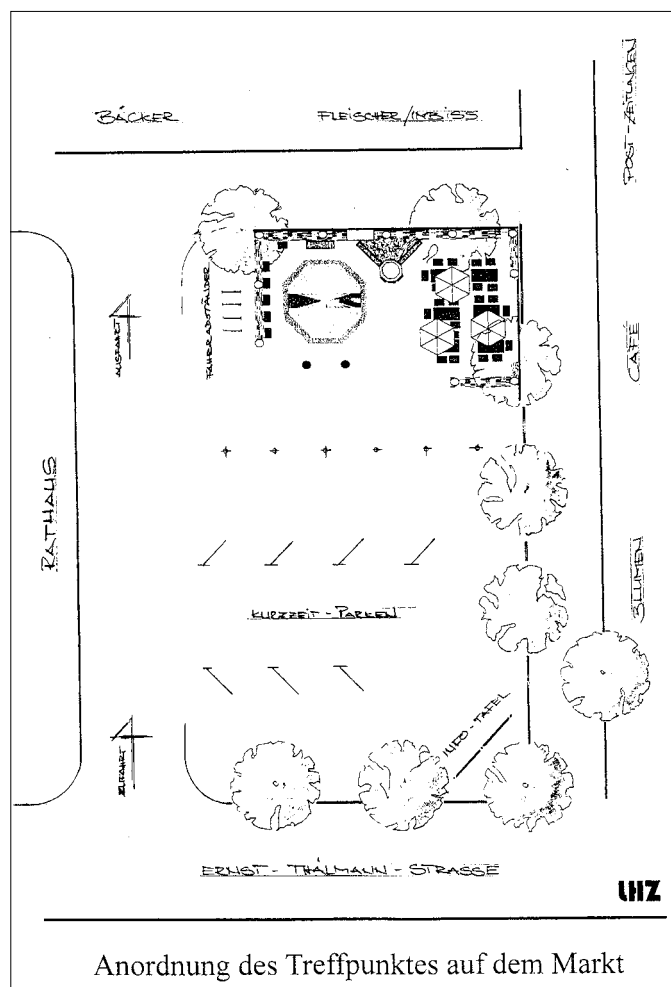 BÄCKER
FLEISCHER/IMBISS
POST-ZEITUNGEN
AUSFAHRT
FAHRRADSTÄNDER
CAFÉ
RATHAUS
BLUMEN
KURZZEIT-PARKEN
INFO-TAFEL
ZUFAHRT
ERNST-THÄLMANN-STRASSE
LHZ
Anordnung des Treffpunktes auf dem Markt